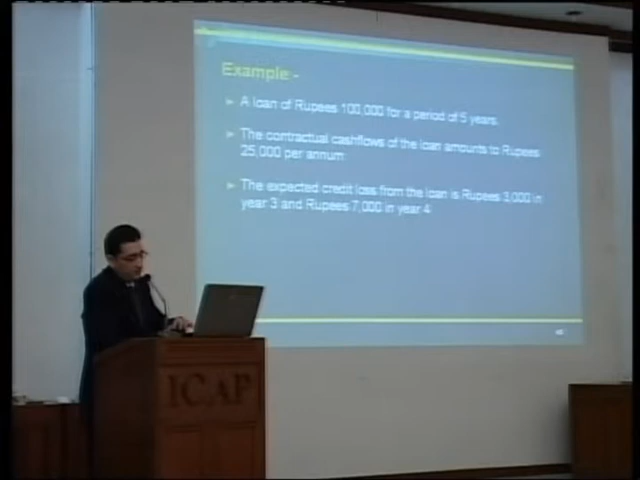 Example:-
➢ A loan of Rupees 100,000 for a period of 5 years.
➢ The contractual cashflows of the loan amounts to Rupees
25,000 per annum
➢ The expected credit loss from the loan is Rupees 3,000 in
year 3 and Rupees 7,000 in year 4
ICAP